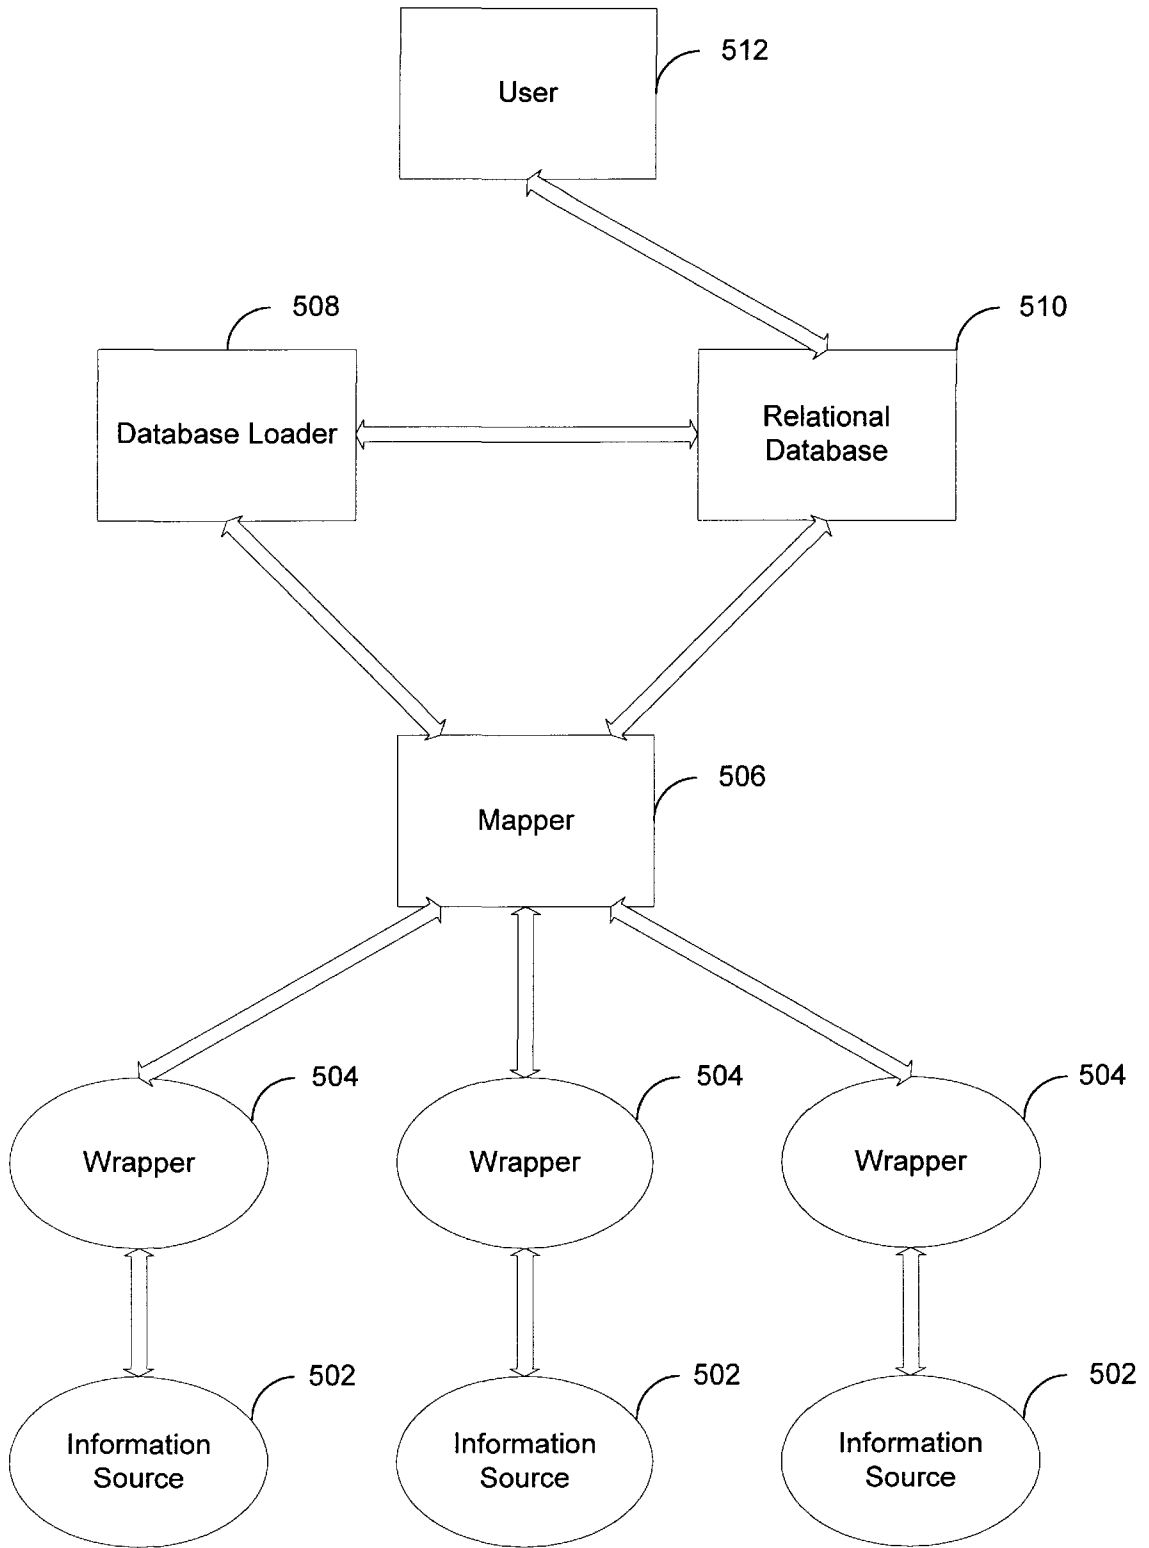 512
User
508
510
Database Loader
Relational
Database
506
Mapper
504
504
504
Wrapper
Wrapper
Wrapper
502
502
502
Information
Source
Information
Source
Information
Source